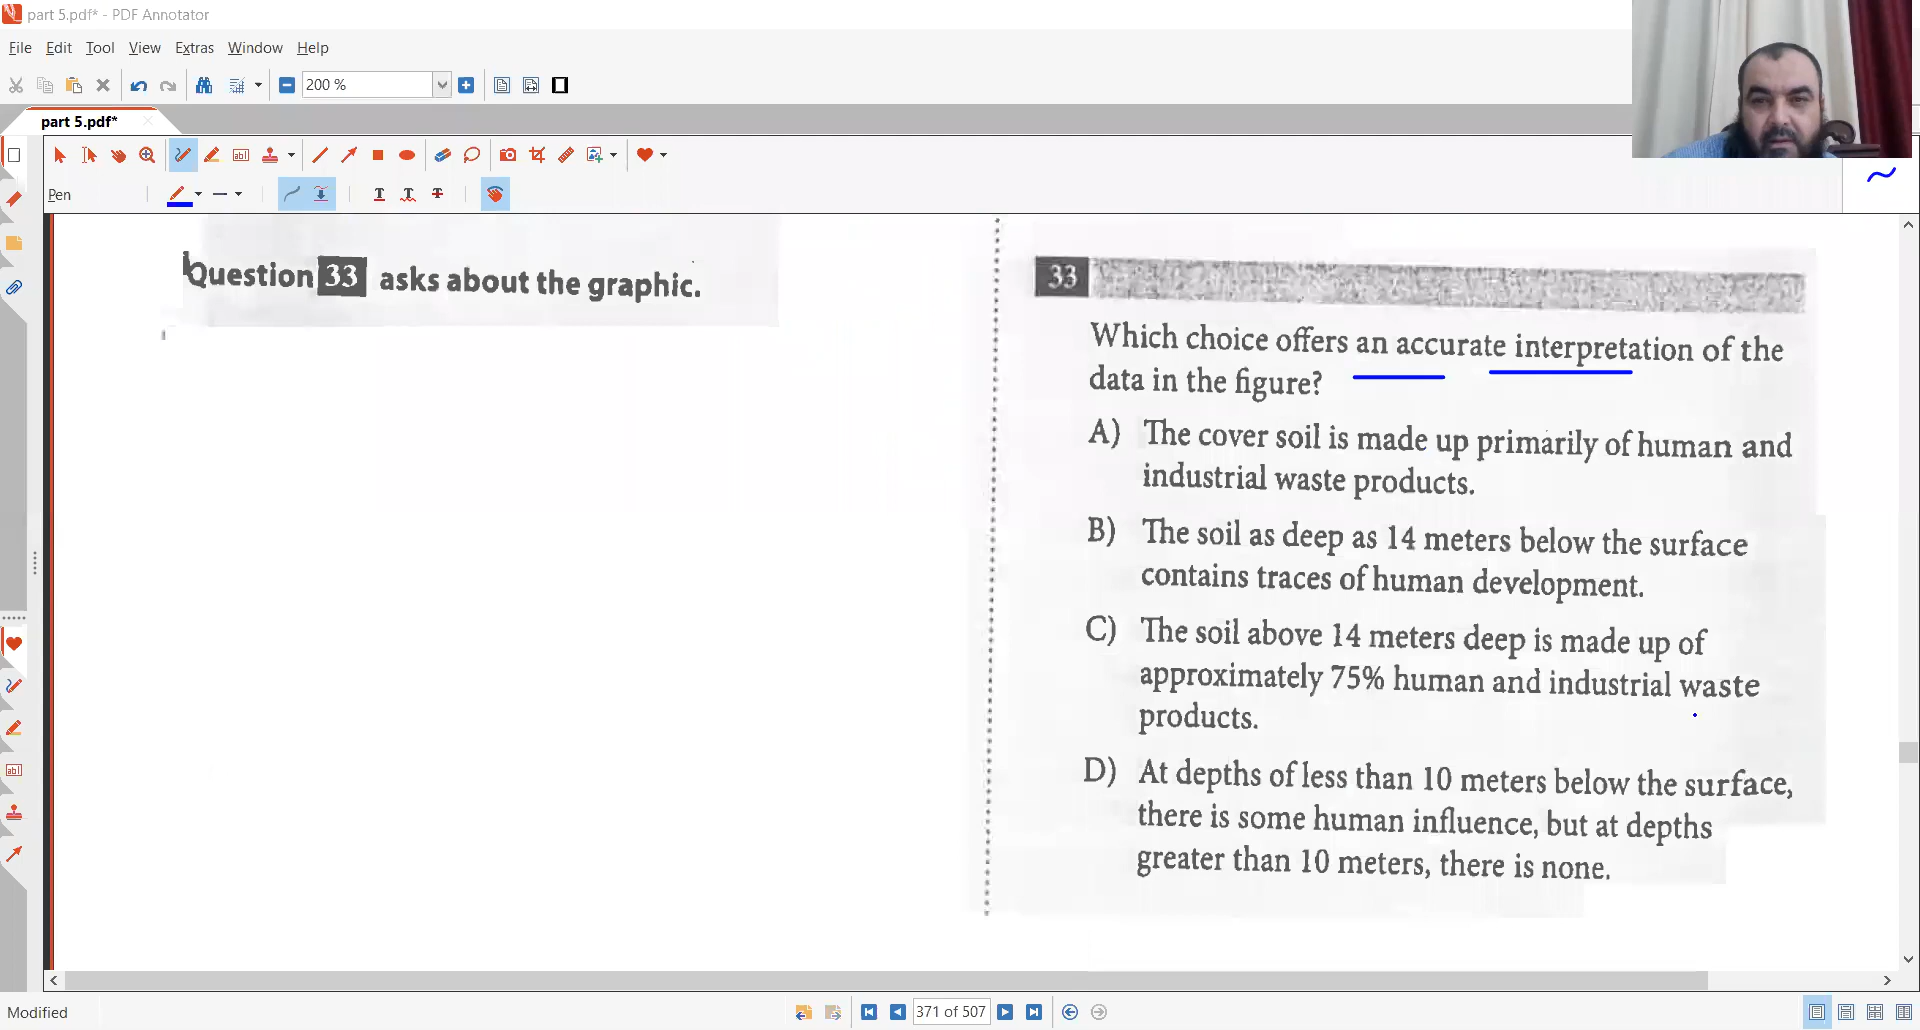 part 5.pdf* - PDF Annotator
File Edit Tool View Extras Window Help
200 %
part 5.pdf*
Pen
Question 33 asks about the graphic.
33
Which choice offers an accurate interpretation of the
data in the figure?
A) The cover soil is made up primarily of human and
industrial waste products.
B) The soil as deep as 14 meters below the surface
contains traces of human development.
C) The soil above 14 meters deep is made up of
approximately 75% human and industrial waste
products.
D) At depths of less than 10 meters below the surface,
there is some human influence, but at depths
greater than 10 meters, there is none.
Modified
371 of 507